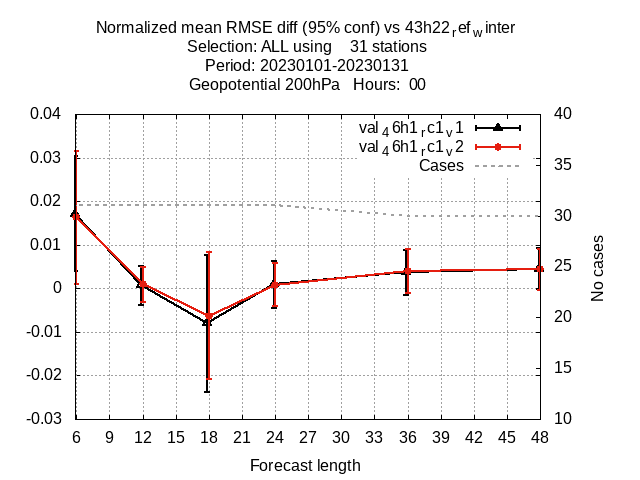 Normalized mean RMSE diff (95% conf) vs 43h22refwinter
Selection: ALL using 31 stations
Period: 20230101-20230131
Geopotential 200hPa Hours: 00
0.04
0.03
0.02
0.01
0
-0.01
-0.02
-0.03
val46h1rc1v1
val46h1rc1v2
Cases
40
35
30
25
20
15
10
No cases
6 9 12 15 18 21 24 27 30 33 36 39 42 45 48
Forecast length